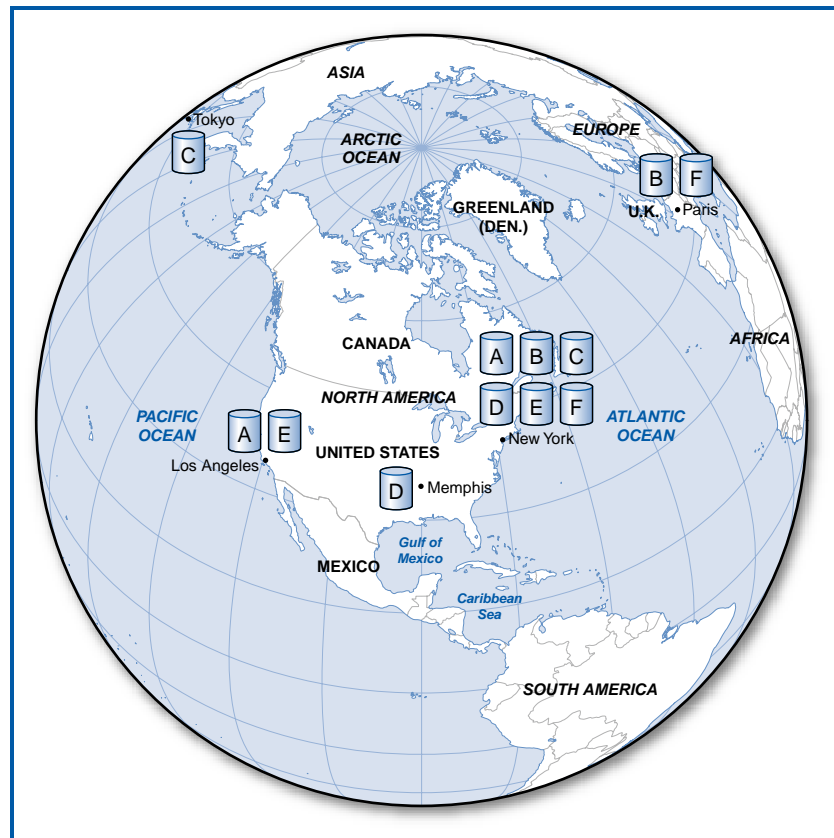 ASIA
Tokyo
C
ARCTIC
OCEAN
EUROPE
B F
GREENLAND
(DEN.)
U.K.
Paris
CANADA
A B C
AFRICA
NORTH AMERICA
D E F
PACIFIC
OCEAN
ATLANTIC
OCEAN
A E
New York
Los Angeles
UNITED STATES
D
Memphis
Gulf of
Mexico
MEXICO
Caribbean
Sea
SOUTH AMERICA